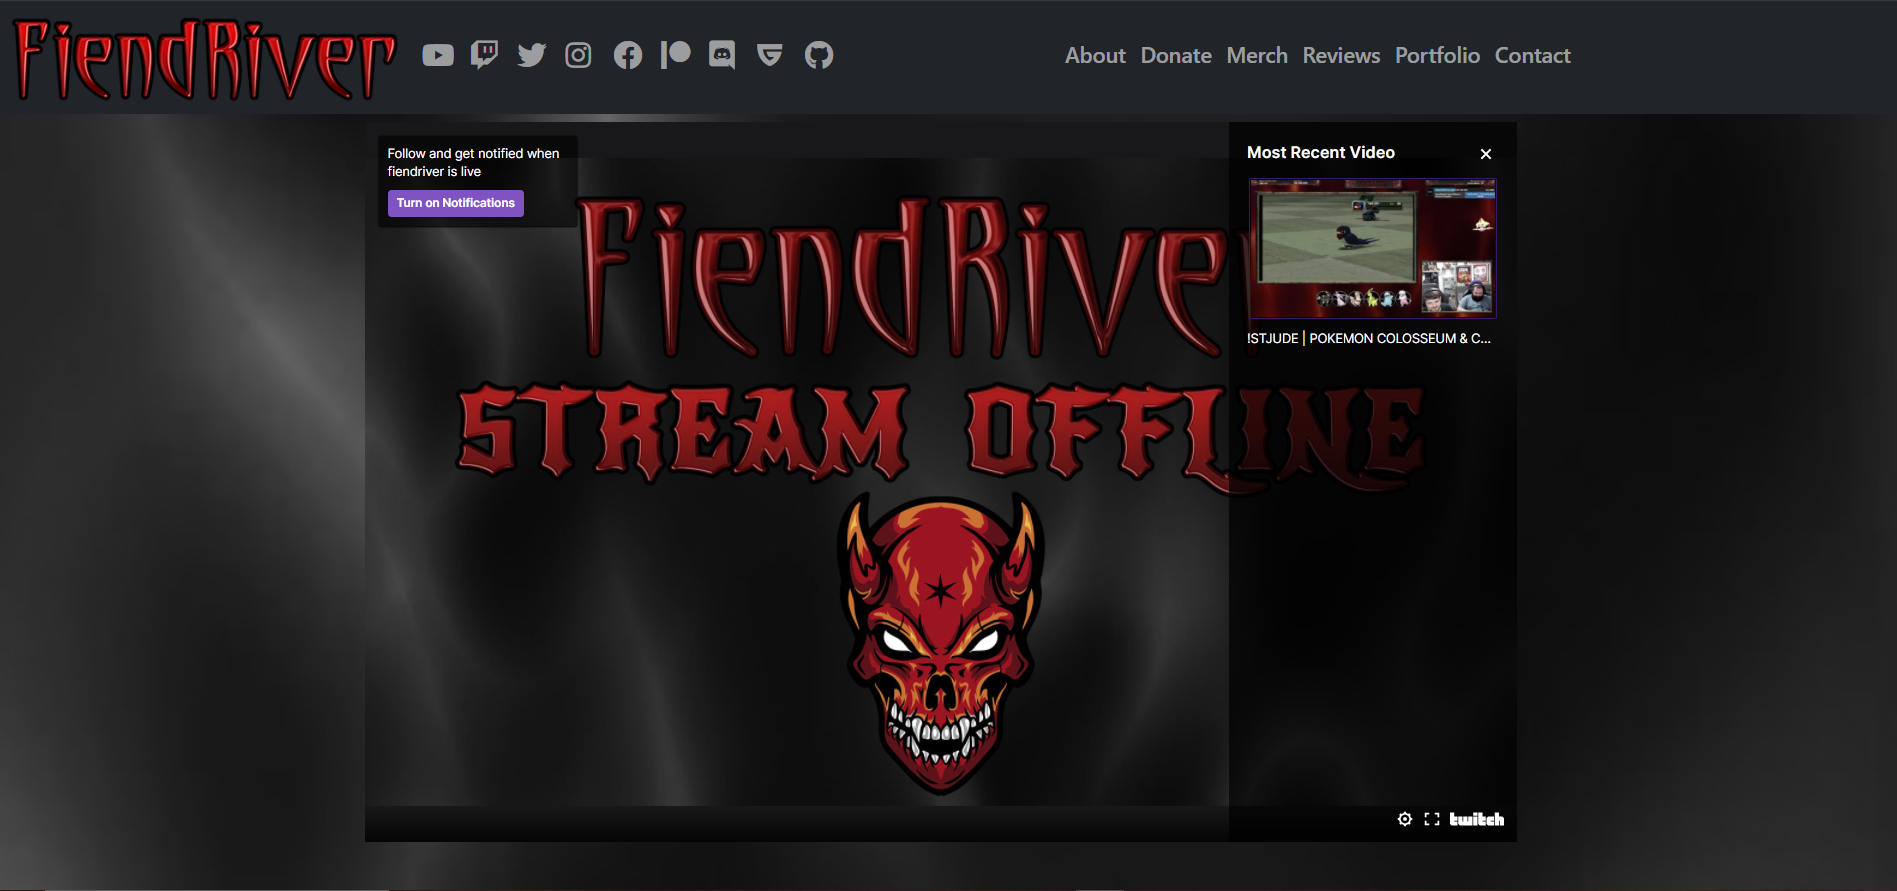 FiendRiver
About Donate Merch Reviews Portfolio Contact
Follow and get notified when
fiendriver is live
Turn on Notifications
Most Recent Video
!STJUDE | POKEMON COLOSSEUM & C...
FiendRiver
STREAM OFFLINE
twitch